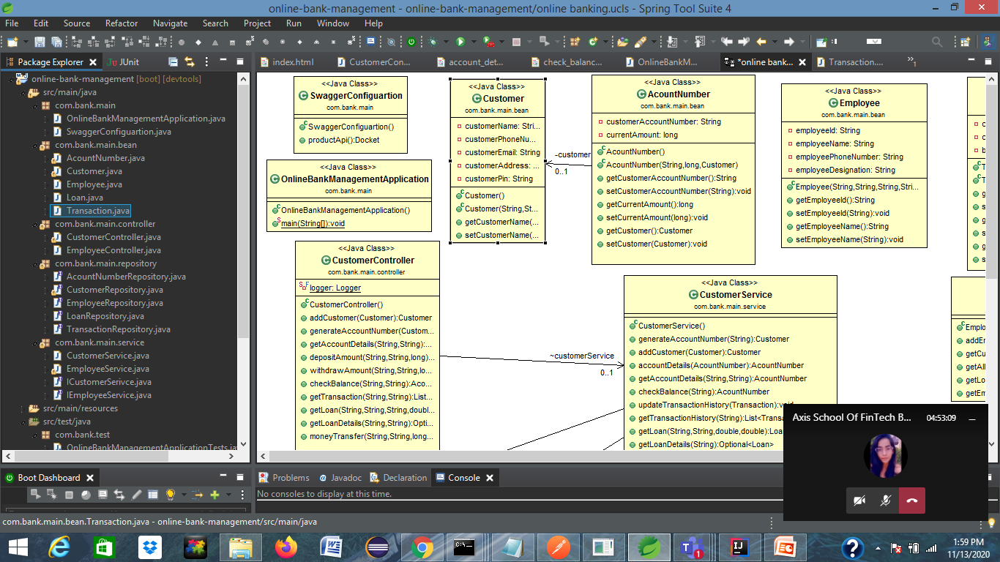 online-bank-management - online-bank-management/online banking.ucls - Spring Tool Suite 4
File Edit Source Refactor Navigate Search Project Run Window Help
Package Explorer
JUnit
online-bank-management [boot] [devtools]
src/main/java
com.bank.main
OnlineBankManagementApplication.java
SwaggerConfiguartion.java
com.bank.main.bean
AcountNumber.java
Customer.java
Employee.java
Loan.java
Transaction.java
com.bank.main.controller
CustomerController.java
EmployeeController.java
com.bank.main.repository
AcountNumberRepository.java
CustomerRepository.java
EmployeeRepository.java
LoanRepository.java
TransactionRepository.java
com.bank.main.service
CustomerService.java
EmployeeService.java
ICustomerSerivce.java
IEmployeeService.java
src/main/resources
src/test/java
com.bank.test
OnlineBankManagementApplicationTests.ja
index.html
CustomerCon...
account_det...
check_balanc...
OnlineBankM...
*online bank...
Transaction....
1
<<Java Class>>
SwaggerConfiguartion
com.bank.main
SwaggerConfiguartion()
productApi():Docket
<<Java Class>>
OnlineBankManagementApplication
com.bank.main
OnlineBankManagementApplication()
main(String[]):void
<<Java Class>>
Customer
com.bank.main.bean
customerName: Stri...
customerPhoneNu...
customerEmail: String
customerAddress: ...
customerPin: String
Customer()
Customer(String,St...
getCustomerName(...
setCustomerName(...
-customer
0..1
<<Java Class>>
AcountNumber
com.bank.main.bean
customerAccountNumber: String
currentAmount: long
AcountNumber()
AcountNumber(String,long,Customer)
getCustomerAccountNumber():String
setCustomerAccountNumber(String):void
getCurrentAmount():long
setCurrentAmount(long):void
getCustomer():Customer
setCustomer(Customer):void
<<Java Class>>
Employee
com.bank.main.bean
employeeId: String
employeeName: String
employeePhoneNumber: String
employeeDesignation: String
Employee(String,String,String,Stri...
getEmployeeId():String
setEmployeeId(String):void
getEmployeeName():String
setEmployeeName(String):void
<<Java Class>>
CustomerController
com.bank.main.controller
logger: Logger
CustomerController()
addCustomer(Customer):Customer
generateAccountNumber(Custom...
getAccountDetails(String,String):...
depositAmount(String,String,long)...
withdrawAmount(String,String,lo...
checkBalance(String,String):Aco...
getTransaction(String,String):List...
getLoan(String,String,String,doubl...
getLoanDetails(String,String):Opti...
moneyTransfer(String,String,long...
~customerService
0..1
<<Java Class>>
CustomerService
com.bank.main.service
CustomerService()
generateAccountNumber(String):Customer
addCustomer(Customer):Customer
accountDetails(AcountNumber):AcountNumber
getAccountDetails(String,String):AcountNumber
checkBalance(String):AcountNumber
updateTransactionHistory(Transaction):void
getTransactionHistory(String):List<Transa
getLoan(String,String,double,double):Loa
getLoanDetails(String):Optional<Loan>
Emplo
addEm
getCu
getAll
getLo
getEm
Axis School Of FinTech B...
04:53:09
Boot Dashboard
Problems
Javadoc
Declaration
Console
No consoles to display at this time.
com.bank.main.bean.Transaction.java - online-bank-management/src/main/java
1:59 PM
11/13/2020